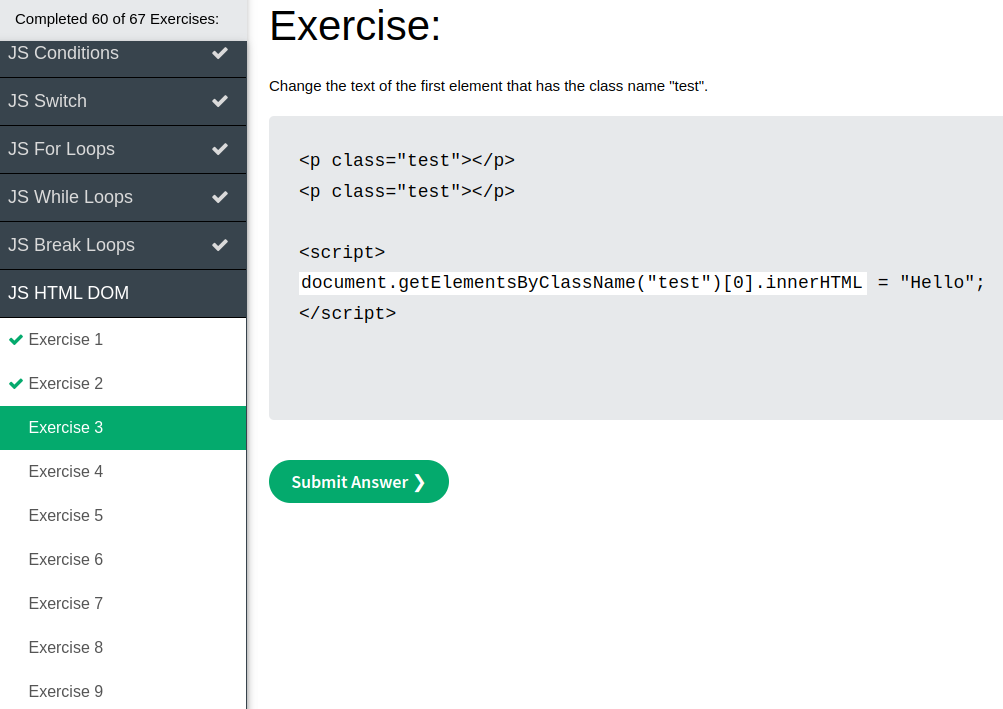 Completed 60 of 67 Exercises:
JS Conditions
JS Switch
JS For Loops
JS While Loops
JS Break Loops
JS HTML DOM
Exercise 1
Exercise 2
Exercise 3
Exercise 4
Exercise 5
Exercise 6
Exercise 7
Exercise 8
Exercise 9
Exercise:
Change the text of the first element that has the class name "test".
<p class="test"></p>
<p class="test"></p>
<script>
document.getElementsByClassName("test")[0].innerHTML = "Hello";
</script>
Submit Answer ❯